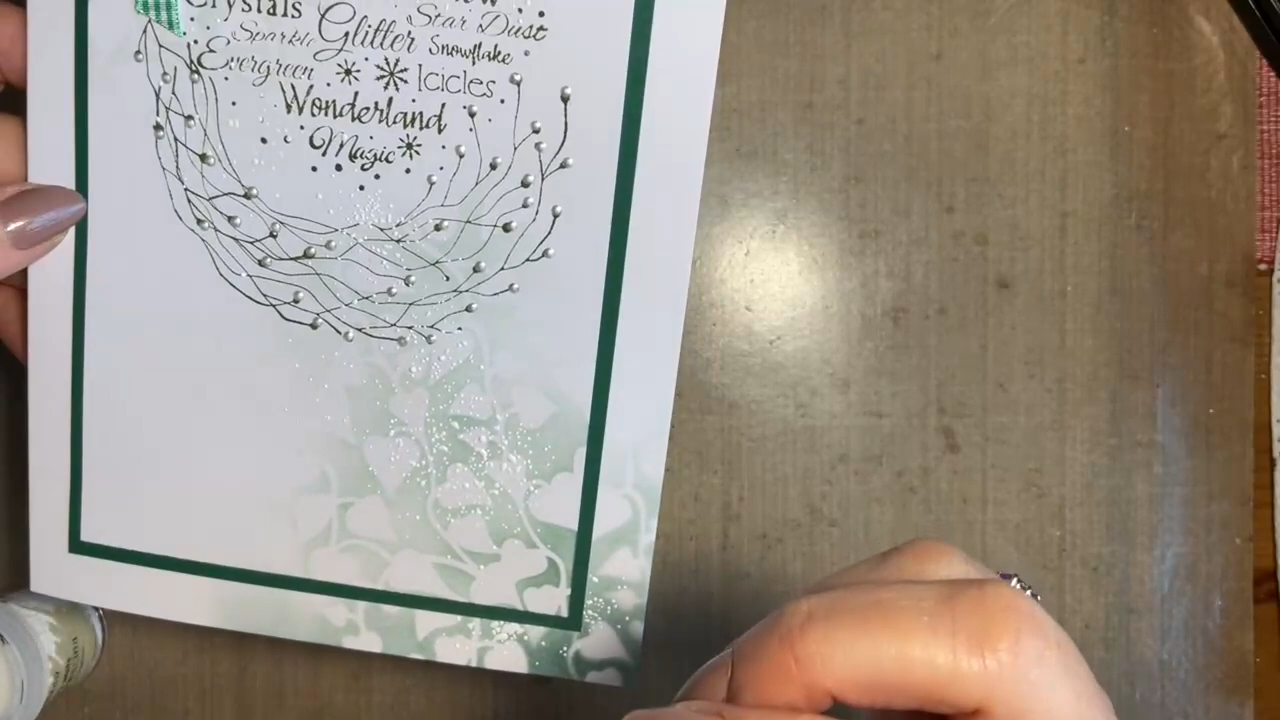 Crystals
Star Dust
Sparkle Glitter Snowflake
Evergreen Icicles
Wonderland
Magic